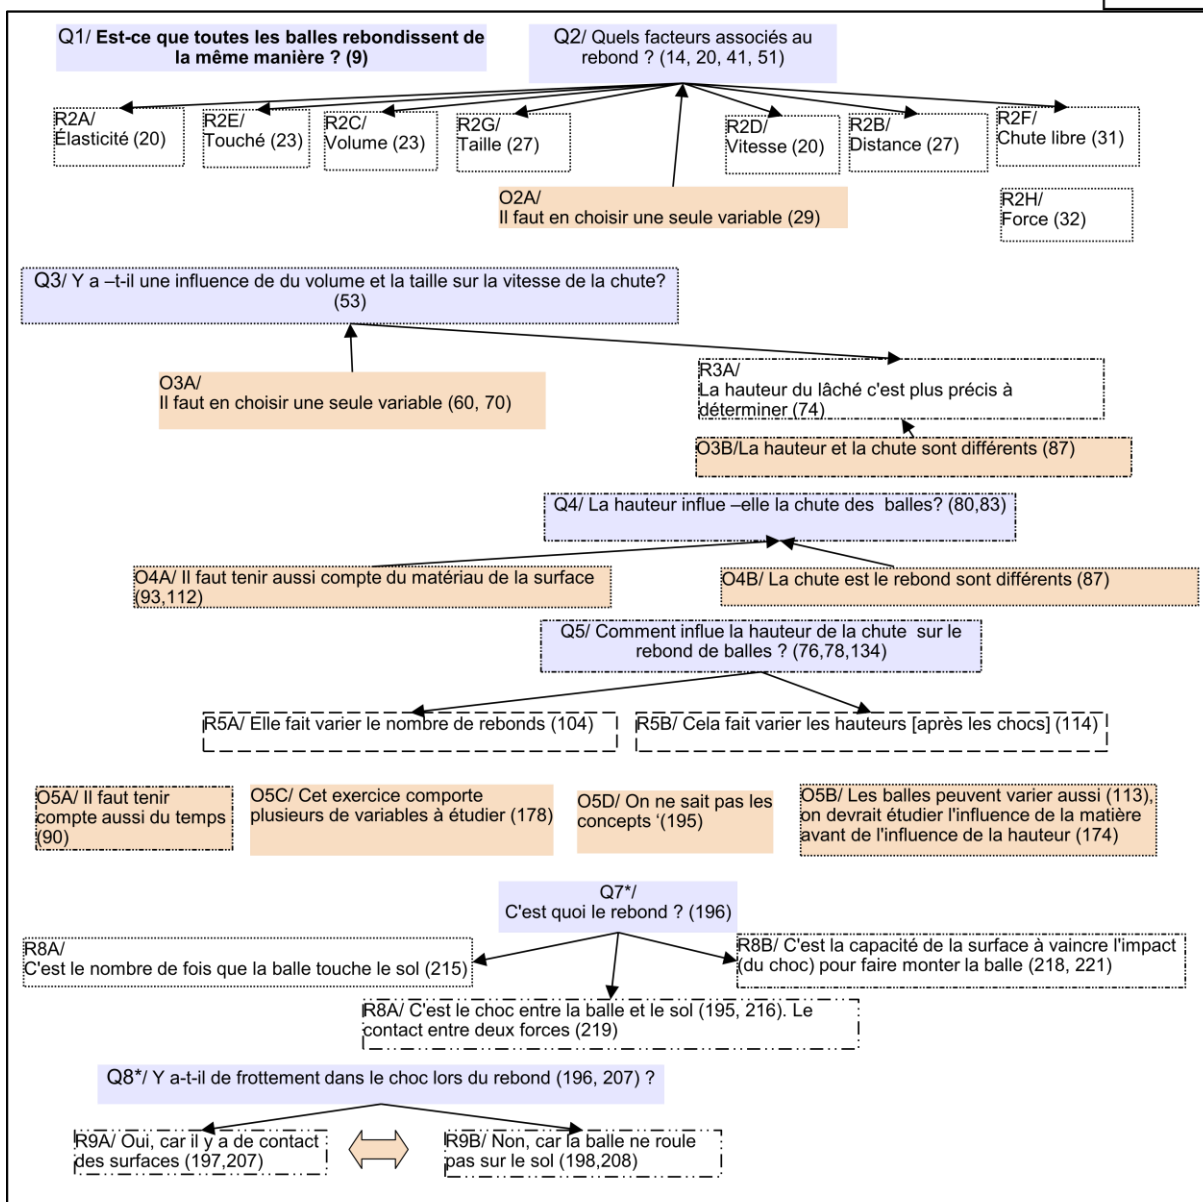 Q1/ Est-ce que toutes les balles rebondissent de
la même manière ? (9)
Q2/ Quels facteurs associés au
rebond ? (14, 20, 41, 51)
R2A/
Élasticité (20)
R2E/
Touché (23)
R2C/
Volume (23)
R2G/
Taille (27)
R2D/
Vitesse (20)
R2B/
Distance (27)
R2F/
Chute libre (31)
O2A/
Il faut en choisir une seule variable (29)
R2H/
Force (32)
Q3/ Y a –t-il une influence de du volume et la taille sur la vitesse de la chute?
(53)
O3A/
Il faut en choisir une seule variable (60, 70)
R3A/
La hauteur du lâché c'est plus précis à
déterminer (74)
O3B/La hauteur et la chute sont différents (87)
Q4/ La hauteur influe –elle la chute des balles? (80,83)
O4A/ Il faut tenir aussi compte du matériau de la surface
(93,112)
O4B/ La chute est le rebond sont différents (87)
Q5/ Comment influe la hauteur de la chute sur le
rebond de balles ? (76,78,134)
R5A/ Elle fait varier le nombre de rebonds (104)
R5B/ Cela fait varier les hauteurs [après les chocs] (114)
O5A/ Il faut tenir
compte aussi du temps
(90)
O5C/ Cet exercice comporte
plusieurs de variables à étudier (178)
O5D/ On ne sait pas les
concepts ‘(195)
O5B/ Les balles peuvent varier aussi (113),
on devrait étudier l'influence de la matière
avant de l'influence de la hauteur (174)
Q7*/
C'est quoi le rebond ? (196)
R8A/
C'est le nombre de fois que la balle touche le sol (215)
R8B/ C'est la capacité de la surface à vaincre l'impact
(du choc) pour faire monter la balle (218, 221)
R8A/ C'est le choc entre la balle et le sol (195, 216). Le
contact entre deux forces (219)
Q8*/ Y a-t-il de frottement dans le choc lors du rebond (196, 207) ?
R9A/ Oui, car il y a de contact
des surfaces (197,207)
R9B/ Non, car la balle ne roule
pas sur le sol (198,208)